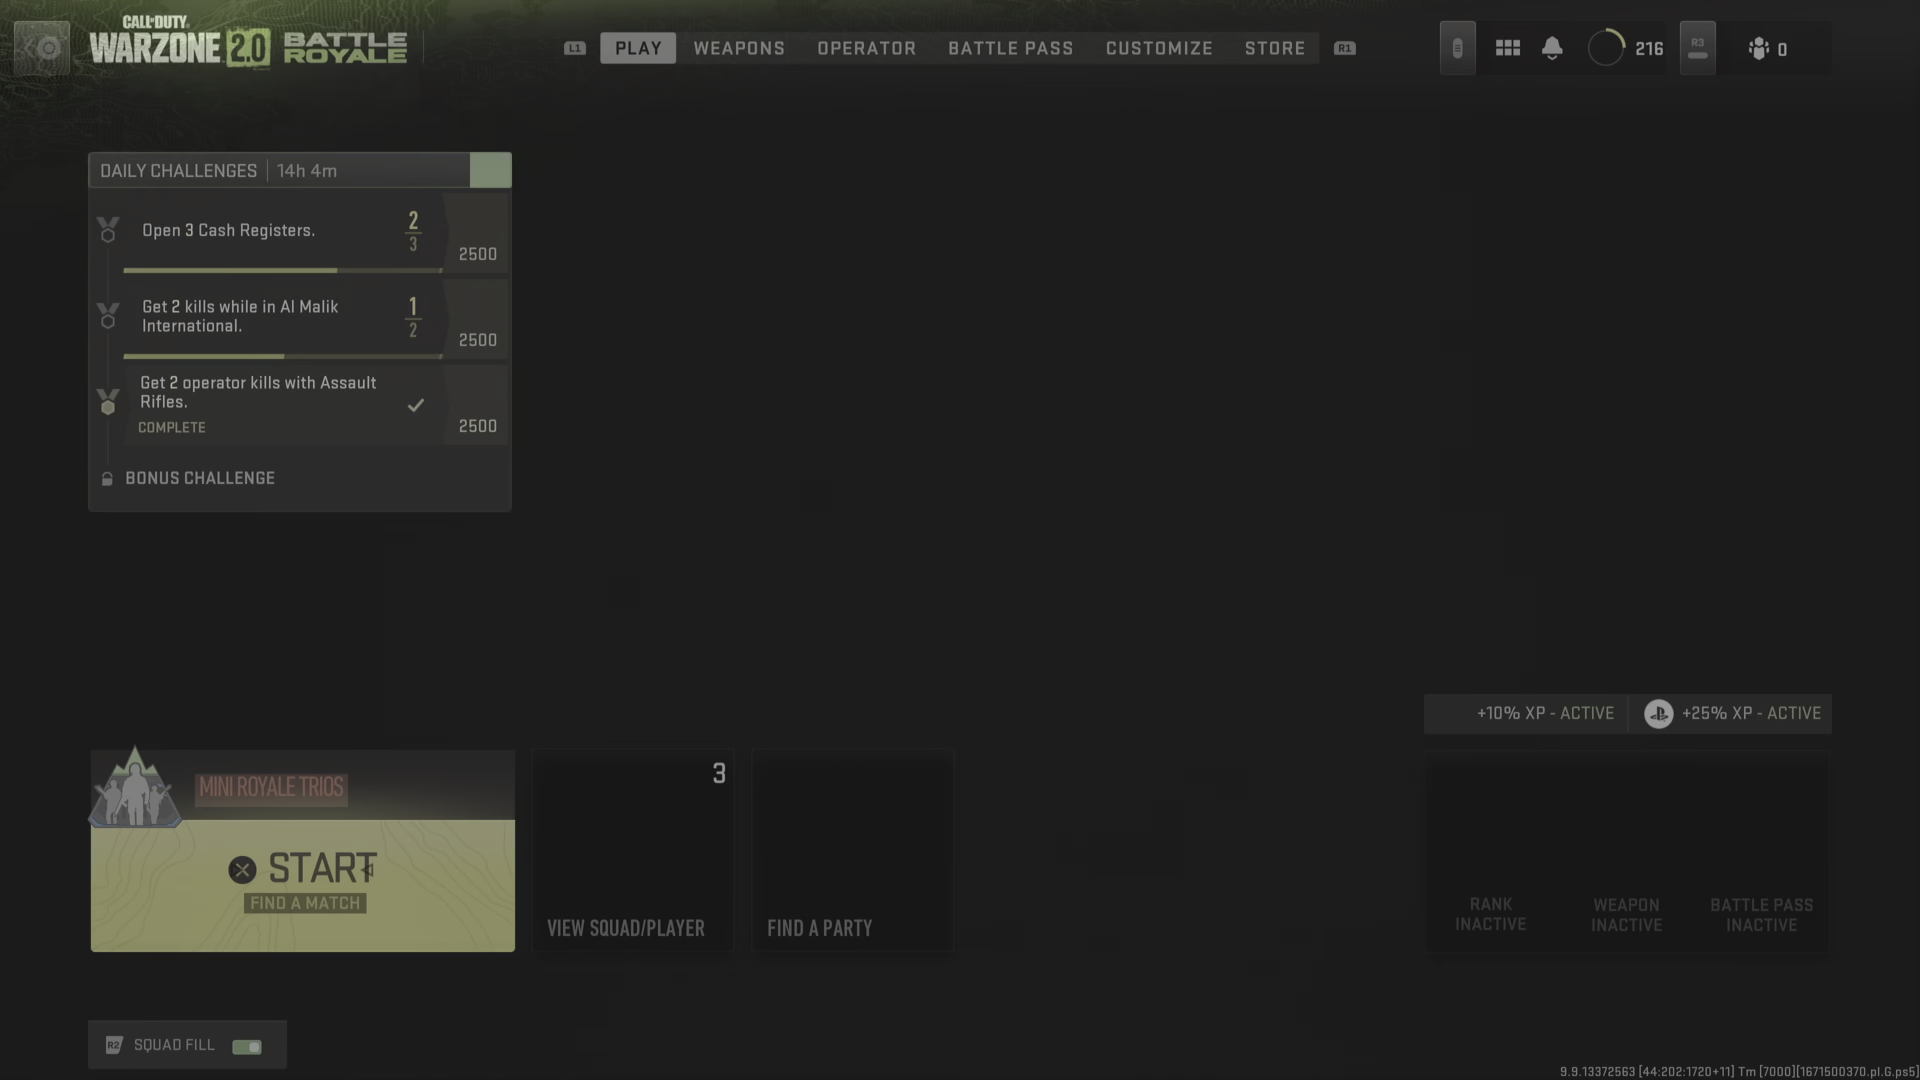 CALL OF DUTY
WARZONE 2.0 BATTLE ROYALE
L1 PLAY WEAPONS OPERATOR BATTLE PASS CUSTOMIZE STORE R1
216
R3
0
DAILY CHALLENGES 14h 4m
Open 3 Cash Registers.
2
3
2500
Get 2 kills while in Al Malik
International.
1
2
2500
Get 2 operator kills with Assault
Rifles.
COMPLETE
2500
BONUS CHALLENGE
+10% XP - ACTIVE
+25% XP - ACTIVE
MINI ROYALE TRIOS
START
FIND A MATCH
3
VIEW SQUAD/PLAYER
FIND A PARTY
RANK
INACTIVE
WEAPON
INACTIVE
BATTLE PASS
INACTIVE
R2 SQUAD FILL
9.9.13372563 [44:202:1720+11] Tm [7000][1671500370.pl.G.ps5]